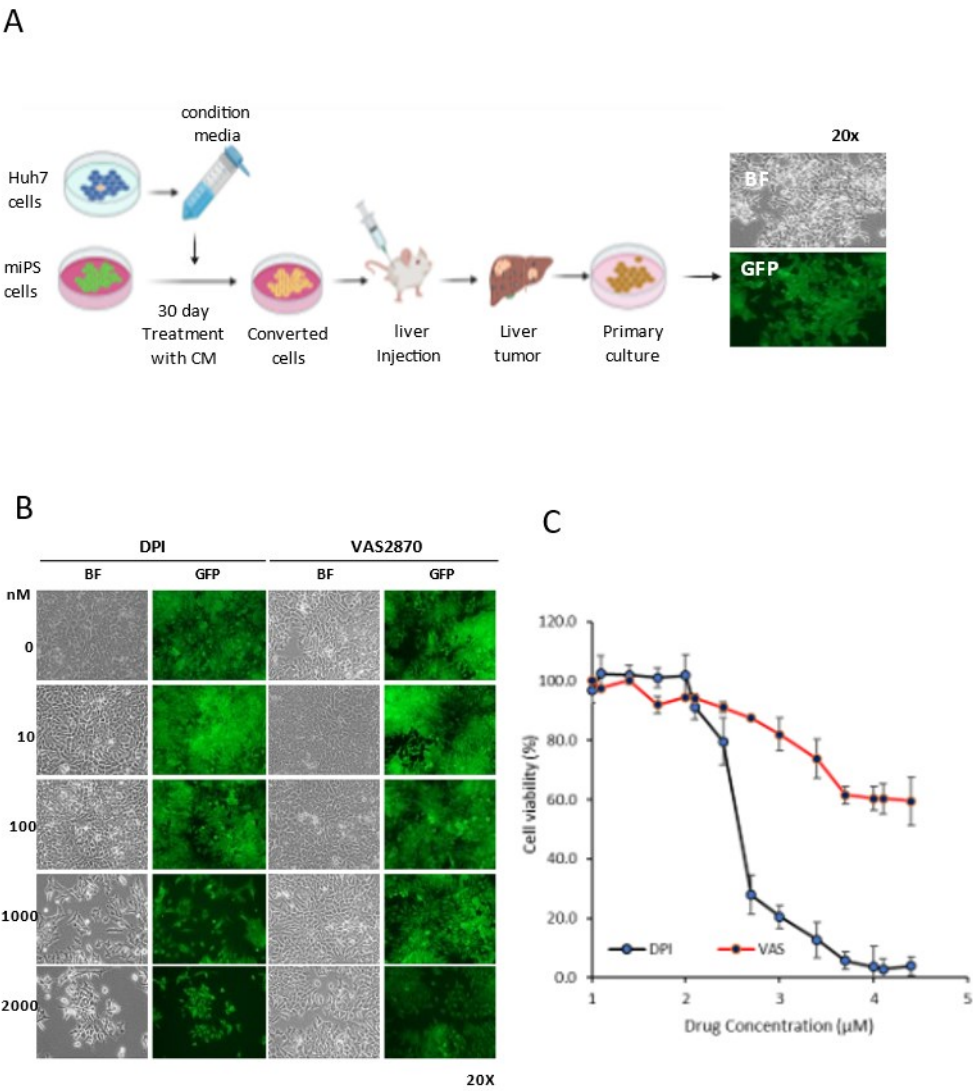 A
condition
media
20x
Huh7
cells
BF
miPS
cells
GFP
30 day
Treatment
with CM
Converted
cells
liver
Injection
Liver
tumor
Primary
culture
B
DPI VAS2870
BF GFP BF GFP
nM
0
10
100
1000
2000
20X
C
120.0
100.0
80.0
60.0
40.0
20.0
0.0
Cell viability (%)
DPI VAS
1 2 3 4 5
Drug Concentration (μM)